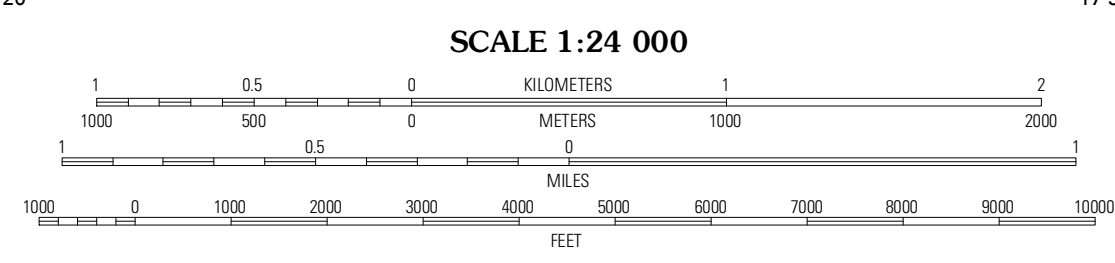 SCALE 1:24 000
1 0.5 0 KILOMETERS 1 2
1000 500 0 METERS 1000 2000
1 0.5 0 1
MILES
1000 0 1000 2000 3000 4000 5000 6000 7000 8000 9000 10000
FEET